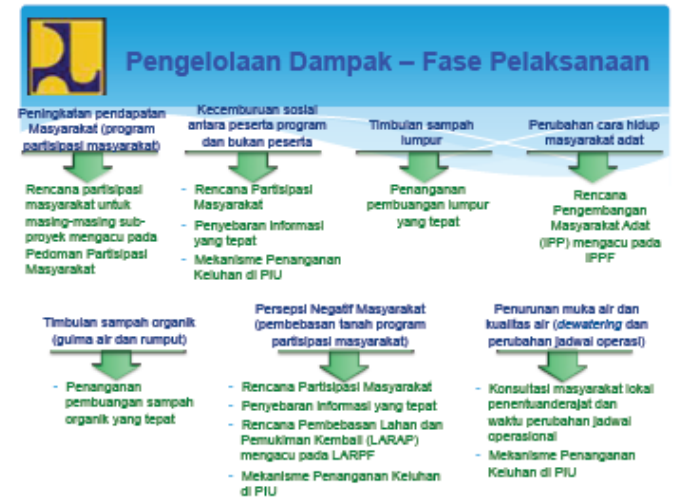 Pengelolaan Dampak – Fase Pelaksanaan
Peningkatan pendapatan
Masyarakat (program
partisipasi masyarakat)
Rencana partisipasi
masyarakat untuk
masing-masing sub-
proyek mengacu pada
Pedoman Partisipasi
Masyarakat
Kecemburuan sosial
antara peserta program
dan bukan peserta
- Rencana Partisipasi
Masyarakat
- Penyebaran Informasi
yang tepat
- Mekanisme Penanganan
Keluhan di PIU
Timbulan sampah
lumpur
Penanganan
pembuangan lumpur
yang tepat
Perubahan cara hidup
masyarakat adat
Rencana
Pengembangan
Masyarakat Adat
(IPP) mengacu pada
IPPF
Timbulan sampah organik
(gulma air dan rumput)
- Penanganan
pembuangan sampah
organik yang tepat
Persepsi Negatif Masyarakat
(pembebasan tanah program
partisipasi masyarakat)
- Rencana Partisipasi Masyarakat
- Penyebaran Informasi yang tepat
- Rencana Pembebasan Lahan dan
Pemukiman Kembali (LARAP)
mengacu pada LARPF
- Mekanisme Penanganan Keluhan
di PIU
Penurunan muka air dan
kualitas air (dewatering dan
perubahan jadwal operasi)
- Konsultasi masyarakat lokal
penentuanderajat dan
waktu perubahan jadwal
operasional
- Mekanisme Penanganan
Keluhan di PIU